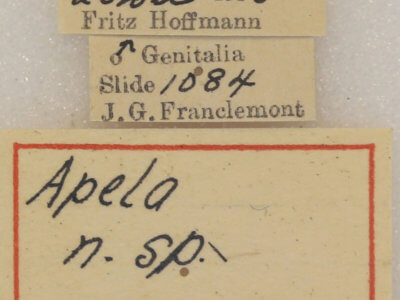 Fritz Hoffmann
♂ Genitalia
Slide 1084
J. G. Franclemont
Apela
n. sp.